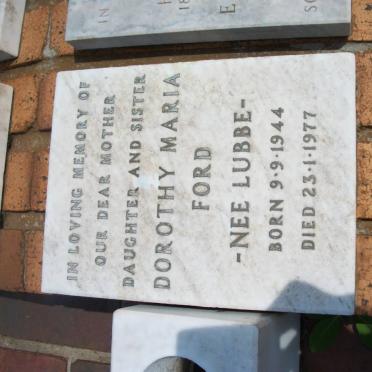 IN LOVING MEMORY OF
OUR DEAR MOTHER
DAUGHTER AND SISTER
DOROTHY MARIA
FORD
-NEE LUBBE-
BORN 9·9·1944
DIED 23·1·1977